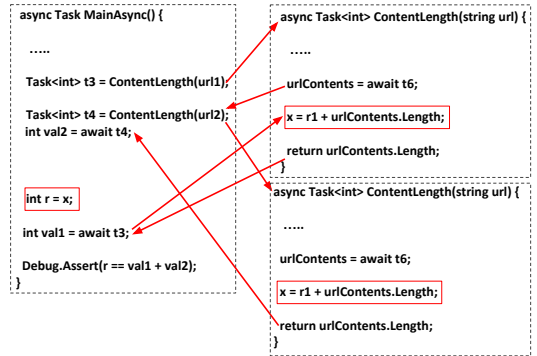 async Task MainAsync() {
.....
Task<int> t3 = ContentLength(url1);
Task<int> t4 = ContentLength(url2);
int val2 = await t4;
int r = x;
int val1 = await t3;
Debug.Assert(r == val1 + val2);
}
async Task<int> ContentLength(string url) {
.....
urlContents = await t6;
x = r1 + urlContents.Length;
return urlContents.Length;
}
async Task<int> ContentLength(string url) {
.....
urlContents = await t6;
x = r1 + urlContents.Length;
return urlContents.Length;
}